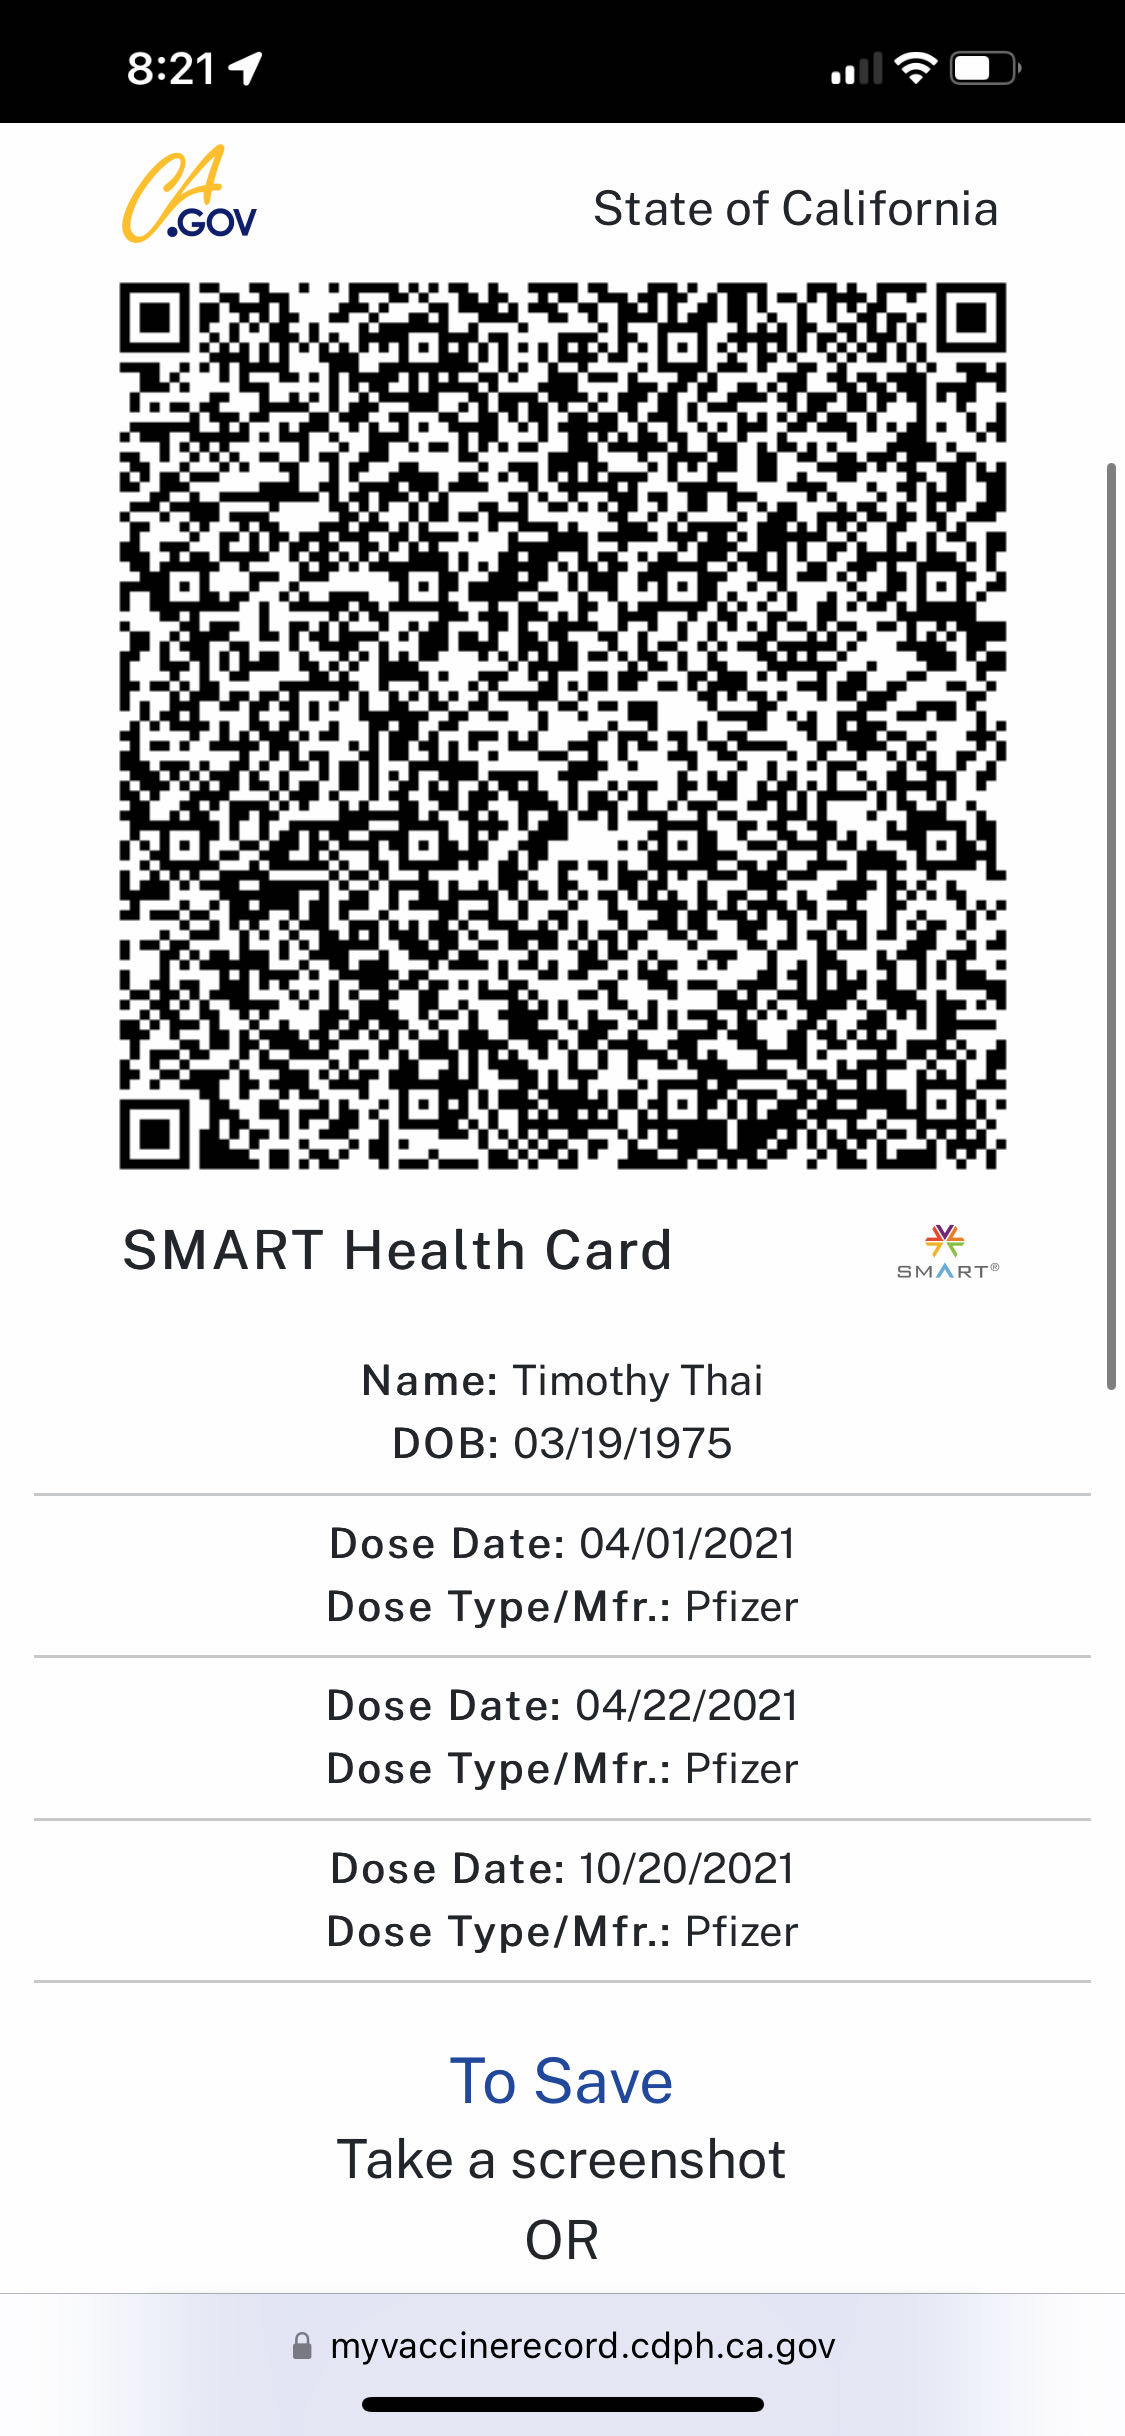 8:21
CA
.GOV
State of California
SMART Health Card
SMART®
Name: Timothy Thai
DOB: 03/19/1975
Dose Date: 04/01/2021
Dose Type/Mfr.: Pfizer
Dose Date: 04/22/2021
Dose Type/Mfr.: Pfizer
Dose Date: 10/20/2021
Dose Type/Mfr.: Pfizer
To Save
Take a screenshot
OR
myvaccinerecord.cdph.ca.gov